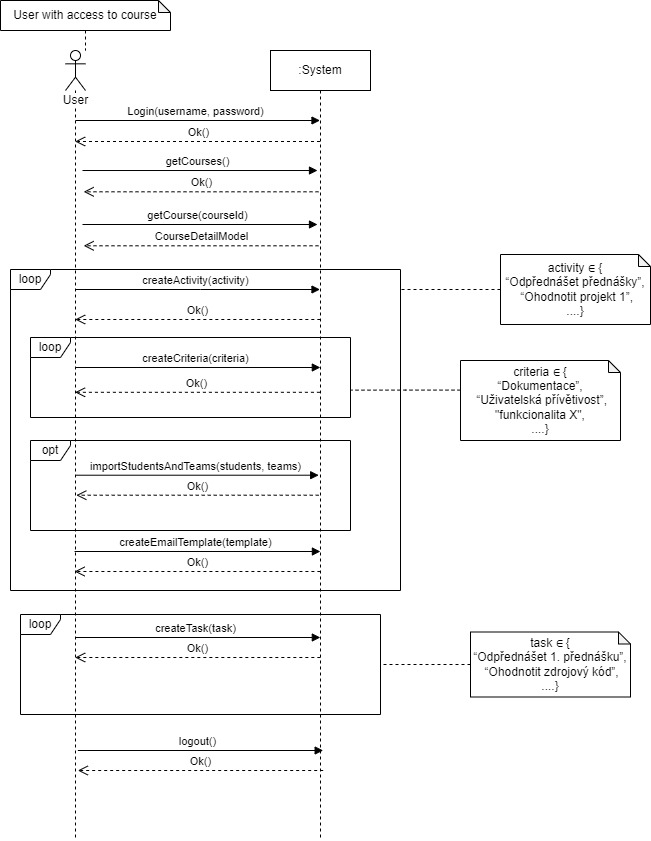 User with access to course
:System
User
Login(username, password)
Ok()
getCourses()
Ok()
getCourse(courseId)
CourseDetailModel
loop
createActivity(activity)
Ok()
activity ∈ {
“Odpřednášet přednášky”,
“Ohodnotit projekt 1”,
....}
loop
createCriteria(criteria)
Ok()
criteria ∈ {
“Dokumentace”,
“Uživatelská přívětivost”,
"funkcionalita X",
....}
opt
importStudentsAndTeams(students, teams)
Ok()
createEmailTemplate(template)
Ok()
loop
createTask(task)
Ok()
task ∈ {
“Odpřednášet 1. přednášku”,
“Ohodnotit zdrojový kód”,
....}
logout()
Ok()